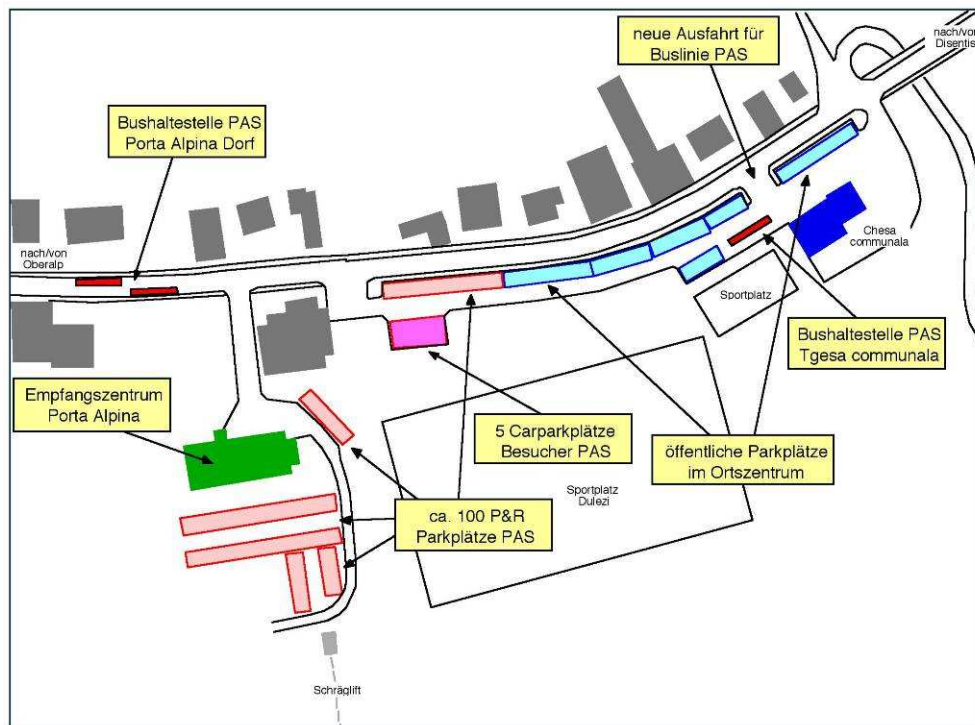 neue Ausfahrt für
Buslinie PAS
nach/von
Disentis
Bushaltestelle PAS
Porta Alpina Dorf
nach/von
Oberalp
Chesa
communala
Sportplatz
Bushaltestelle PAS
Tgesa communala
Empfangszentrum
Porta Alpina
5 Carparkplätze
Besucher PAS
öffentliche Parkplätze
im Ortszentrum
Sportplatz
Dulezi
ca. 100 P&R
Parkplätze PAS
Schräglift